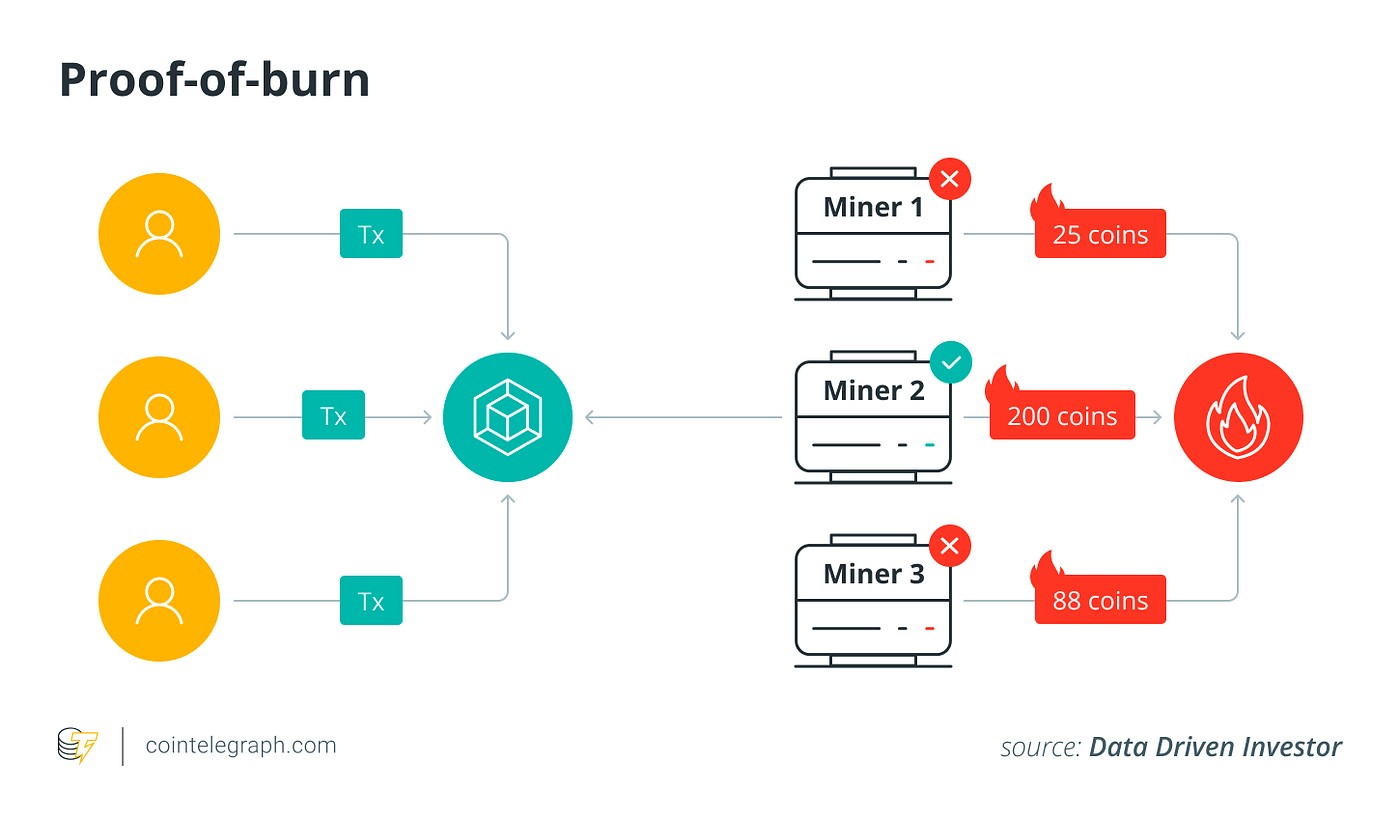 Proof-of-burn
Tx
Miner 1
25 coins
Tx
Miner 2
200 coins
Tx
Miner 3
88 coins
cointelegraph.com
source: Data Driven Investor